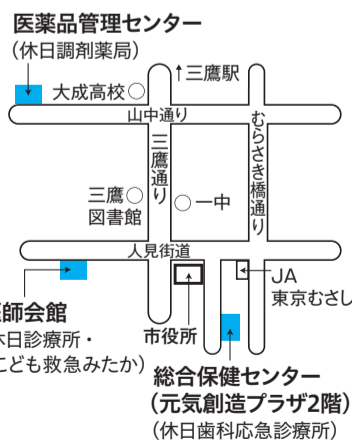 医薬品管理センター
（休日調剤薬局）
↑三鷹駅
大成高校
山中通り
三鷹通り
むらさき橋通り
三鷹
図書館
一中
人見街道
JA
東京むさし
市役所
師会館
休日診療所・
こども救急みたか）
総合保健センター
（元気創造プラザ2階）
（休日歯科応急診療所）